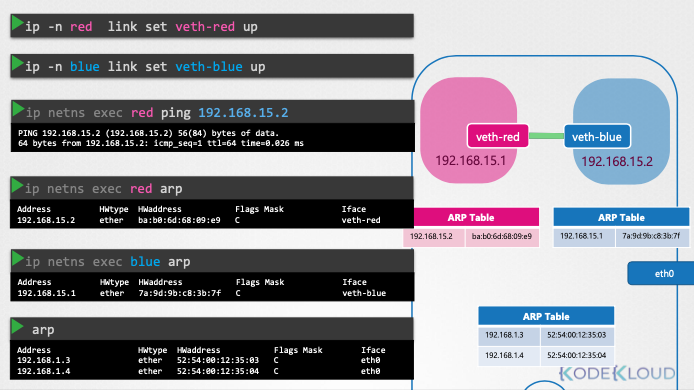 ip -n red link set veth-red up
ip -n blue link set veth-blue up
ip netns exec red ping 192.168.15.2
PING 192.168.15.2 (192.168.15.2) 56(84) bytes of data.
64 bytes from 192.168.15.2: icmp_seq=1 ttl=64 time=0.026 ms
ip netns exec red arp
Address HWtype HWaddress Flags Mask Iface
192.168.15.2 ether ba:b0:6d:68:09:e9 C veth-red
ip netns exec blue arp
Address HWtype HWaddress Flags Mask Iface
192.168.15.1 ether 7a:9d:9b:c8:3b:7f C veth-blue
arp
Address HWtype HWaddress Flags Mask Iface
192.168.1.3 ether 52:54:00:12:35:03 C eth0
192.168.1.4 ether 52:54:00:12:35:04 C eth0
veth-red
veth-blue
192.168.15.1
192.168.15.2
ARP Table
192.168.15.2 ba:b0:6d:68:09:e9
ARP Table
192.168.15.1 7a:9d:9b:c8:3b:7f
eth0
ARP Table
192.168.1.3 52:54:00:12:35:03
192.168.1.4 52:54:00:12:35:04
KODEKLOUD